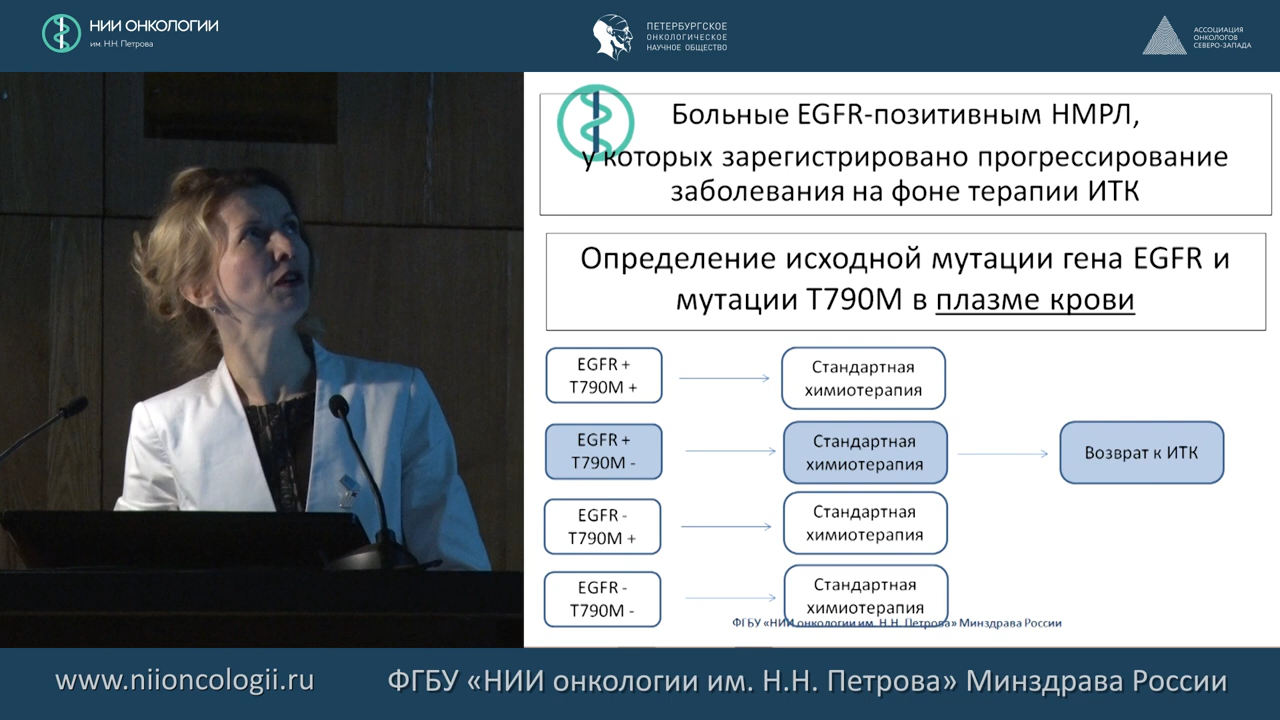 НИИ ОНКОЛОГИИ
им. Н.Н. Петрова
ПЕТЕРБУРГСКОЕ
ОНКОЛОГИЧЕСКОЕ
НАУЧНОЕ ОБЩЕСТВО
АССОЦИАЦИЯ
ОНКОЛОГОВ
СЕВЕРО-ЗАПАДА
Больные EGFR-позитивным НМРЛ,
у которых зарегистрировано прогрессирование
заболевания на фоне терапии ИТК
Определение исходной мутации гена EGFR и
мутации T790M в плазме крови
EGFR +
T790M +
Стандартная
химиотерапия
EGFR +
T790M -
Стандартная
химиотерапия
Возврат к ИТК
EGFR -
T790M +
Стандартная
химиотерапия
EGFR -
T790M -
Стандартная
химиотерапия
ФГБУ «НИИ онкологии им. Н.Н. Петрова» Минздрава России
www.niioncologii.ru
ФГБУ «НИИ онкологии им. Н.Н. Петрова» Минздрава России